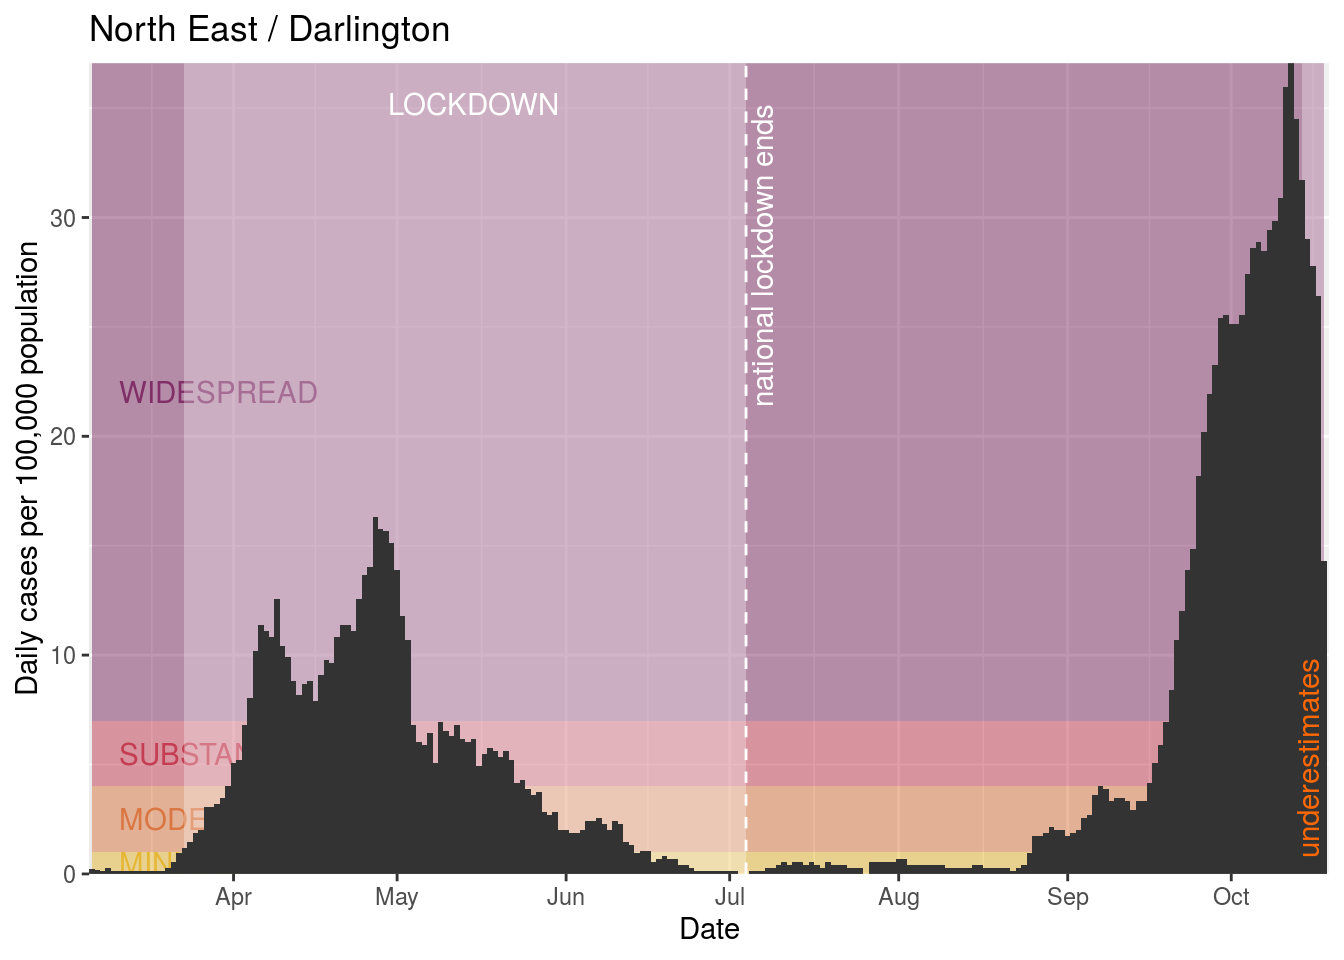 North East / Darlington
LOCKDOWN
national lockdown ends
WIDESPREAD
SUBSTAN
MODE
MIN
underestimates
Daily cases per 100,000 population
30
20
10
0
Apr May Jun Jul Aug Sep Oct
Date